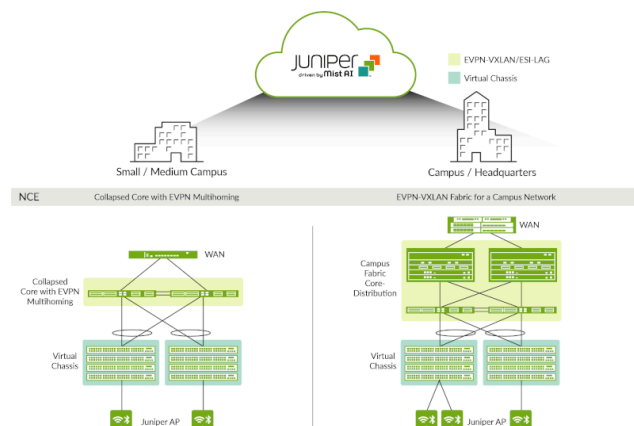 JUNIPER
driven by Mist AI
EVPN-VXLAN/ESI-LAG
Virtual Chassis
Small / Medium Campus
Campus / Headquarters
NCE
Collapsed Core with EVPN Multihoming
EVPN-VXLAN Fabric for a Campus Network
WAN
Collapsed
Core with EVPN
Multihoming
Virtual
Chassis
Juniper AP
WAN
Campus
Fabric
Core-
Distribution
Virtual
Chassis
Juniper AP